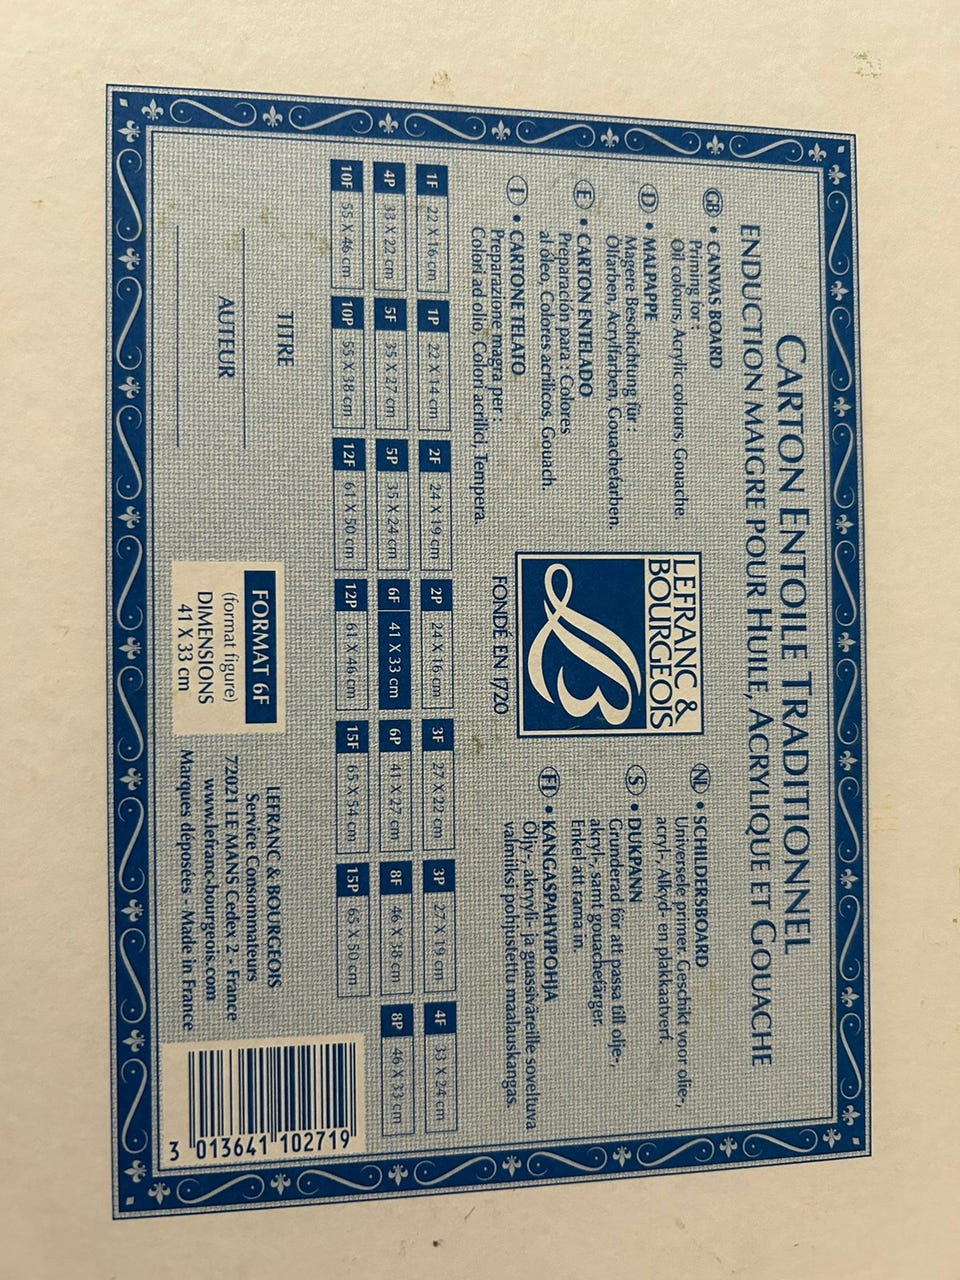 CARTON ENTOILÉ TRADITIONNEL
ENDUCTION MAIGRE POUR HUILE, ACRYLIQUE ET GOUACHE
GB • CANVAS BOARD
Priming for :
Oil colours, Acrylic colours, Gouache.
D • MALPAPPE
Magere Beschichtung für :
Ölfarben, Acrylfarben, Gouachefarben.
E • CARTON ENTELADO
Preparación para : Colores
al óleo, Colores acrílicos, Gouach.
I • CARTONE TELATO
Preparazione magra per :
Colori ad olio, Colori acrilici, Tempera.
LEFRANC &
BOURGEOIS
LB
FONDÉ EN 1720
NL • SCHILDERSBOARD
Universele primer. Geschikt voor olie-,
acryl-, Alkyd- en plakkaatverf.
S • DUKPANN
Grunderad för att passa till olje-,
akryl-, samt gouachefärger.
Enkel att rama in.
FI • KANGASPAHVIPOHJA
Öljy-, akryyli- ja guassiväreille soveltuva
valmiiksi pohjustettu maalauskangas.
1F 22 X 16 cm 1P 22 X 14 cm 2F 24 X 19 cm 2P 24 X 16 cm 3F 27 X 22 cm 3P 27 X 19 cm 4F 33 X 24 cm
4P 33 X 22 cm 5F 35 X 27 cm 5P 35 X 24 cm 6F 41 X 33 cm 6P 41 X 27 cm 8F 46 X 38 cm 8P 46 X 33 cm
10F 55 X 46 cm 10P 55 X 38 cm 12F 61 X 50 cm 12P 61 X 46 cm 15F 65 X 54 cm 15P 65 X 50 cm
TITRE
AUTEUR
FORMAT 6F
(format figure)
DIMENSIONS
41 X 33 cm
LEFRANC & BOURGEOIS
Service Consommateurs
72021 LE MANS Cedex 2 - France
www.lefranc-bourgeois.com
Marques déposées - Made in France
3 013641 102719